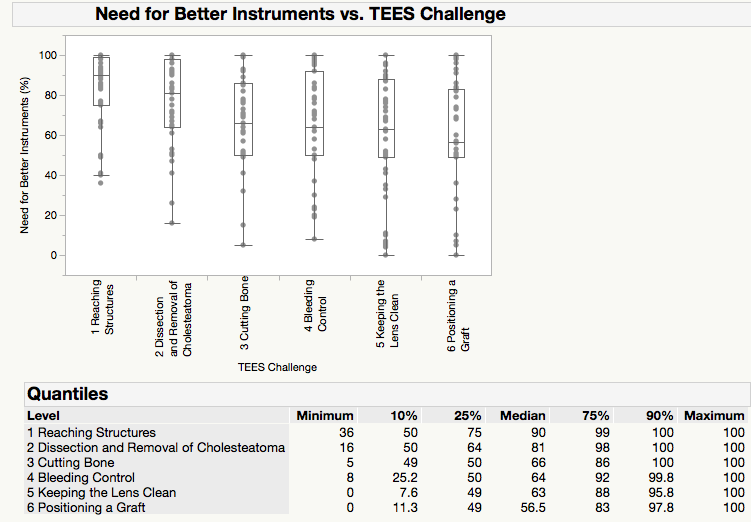 Need for Better Instruments vs. TEES Challenge
Need for Better Instruments (%)
100
80
60
40
20
0
1 Reaching
Structures
2 Dissection
and Removal of
Cholesteatoma
3 Cutting Bone
4 Bleeding
Control
5 Keeping the
Lens Clean
6 Positioning a
Graft
TEES Challenge
Quantiles
Level Minimum 10% 25% Median 75% 90% Maximum
1 Reaching Structures 36 50 75 90 99 100 100
2 Dissection and Removal of Cholesteatoma 16 50 64 81 98 100 100
3 Cutting Bone 5 49 50 66 86 100 100
4 Bleeding Control 8 25.2 50 64 92 99.8 100
5 Keeping the Lens Clean 0 7.6 49 63 88 95.8 100
6 Positioning a Graft 0 11.3 49 56.5 83 97.8 100